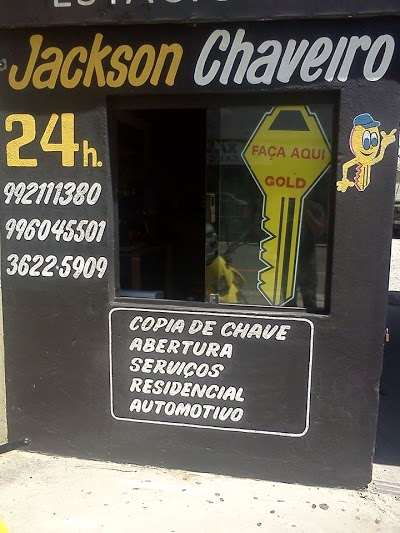 Jackson Chaveiro
24h.
992111380
996045501
3622-5909
FAÇA AQUI
GOLD
COPIA DE CHAVE
ABERTURA
SERVIÇOS
RESIDENCIAL
AUTOMOTIVO